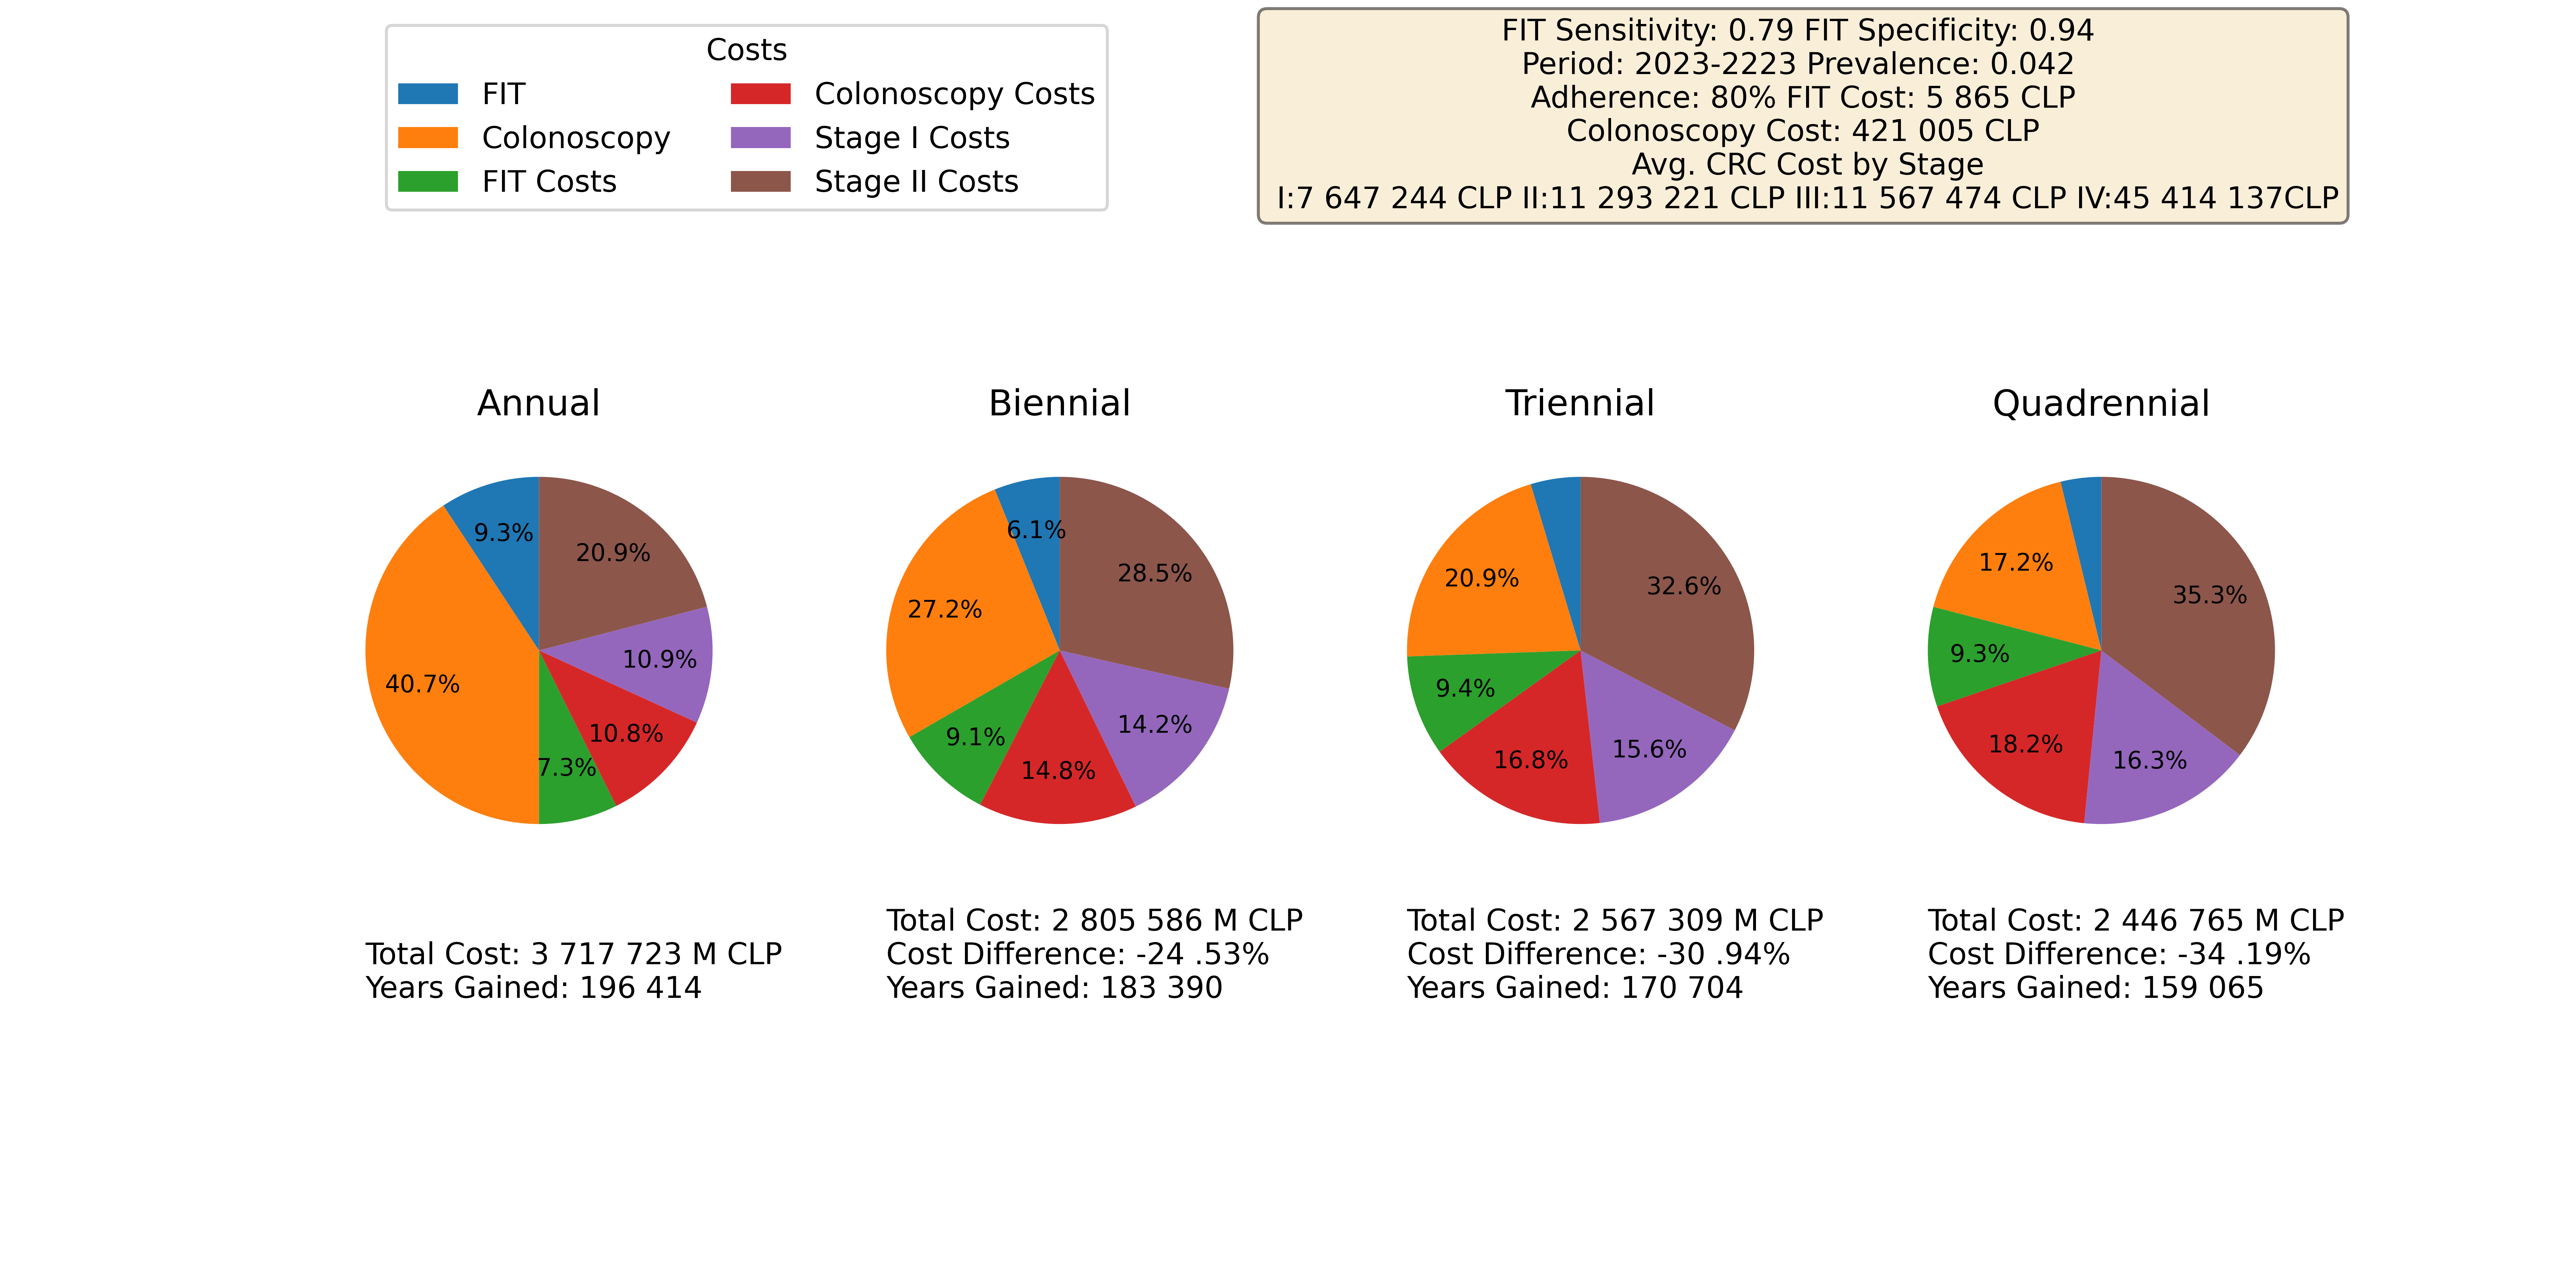 Costs
FIT
Colonoscopy
FIT Costs
Colonoscopy Costs
Stage I Costs
Stage II Costs
FIT Sensitivity: 0.79 FIT Specificity: 0.94
Period: 2023-2223 Prevalence: 0.042
Adherence: 80% FIT Cost: 5 865 CLP
Colonoscopy Cost: 421 005 CLP
Avg. CRC Cost by Stage
I:7 647 244 CLP II:11 293 221 CLP III:11 567 474 CLP IV:45 414 137CLP
Annual
9.3%
40.7%
7.3%
10.8%
10.9%
20.9%
Total Cost: 3 717 723 M CLP
Years Gained: 196 414
Biennial
6.1%
27.2%
9.1%
14.8%
14.2%
28.5%
Total Cost: 2 805 586 M CLP
Cost Difference: -24 .53%
Years Gained: 183 390
Triennial
20.9%
9.4%
16.8%
15.6%
32.6%
Total Cost: 2 567 309 M CLP
Cost Difference: -30 .94%
Years Gained: 170 704
Quadrennial
17.2%
9.3%
18.2%
16.3%
35.3%
Total Cost: 2 446 765 M CLP
Cost Difference: -34 .19%
Years Gained: 159 065